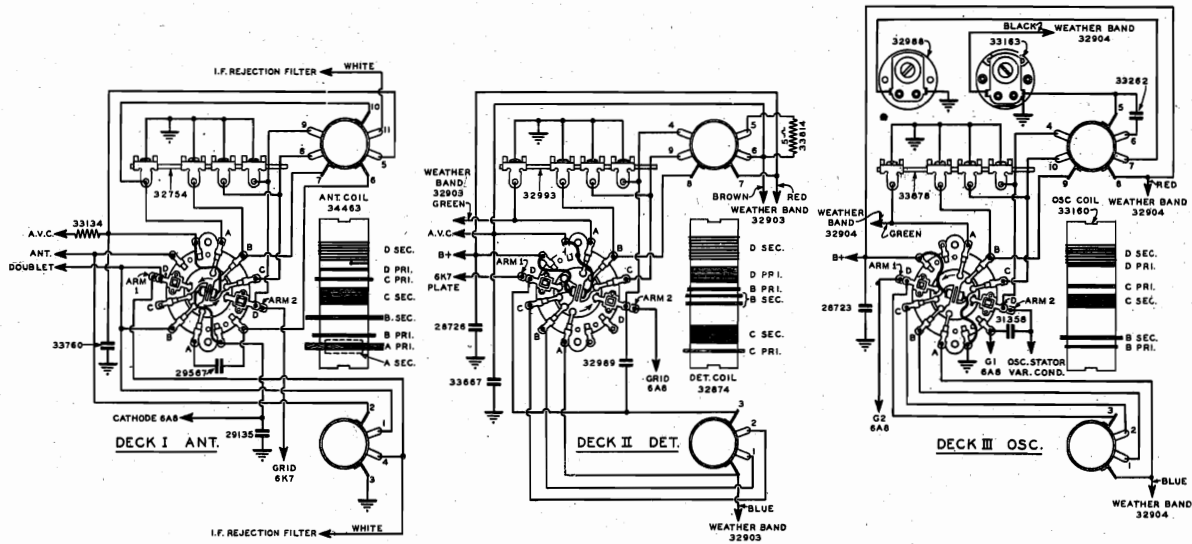 WHITE
I.F. REJECTION FILTER
10
9
11
8
5
7
6
32754
ANT. COIL
34463
33134
A.V.C.
ANT.
DOUBLET
ARM
1
D
A
B
C
C
D
ARM 2
B
A
B
D SEC.
D PRI.
C PRI.
C SEC.
B. SEC.
B PRI.
A PRI.
A SEC.
33760
29567
CATHODE 6A8
29135
GRID
6K7
2
1
4
3
DECK I ANT.
I.F. REJECTION FILTER
WHITE
4
5
9
6
8
7
33814
WEATHER
BAND
32903
GREEN
32993
BROWN
RED
WEATHER BAND
32903
A.V.C.
B+
6K7
PLATE
ARM 1
D
A
B
C
C
D
ARM 2
B
A
B
D SEC.
D PRI.
B PRI.
B SEC.
C SEC.
C PRI.
28726
33667
32989
GRID
6A8
DET. COIL
32874
3
2
1
DECK II DET.
BLUE
WEATHER BAND
32903
BLACK
WEATHER BAND
32904
32988
33163
33262
4
5
6
10
7
9
8
33878
OSC COIL
33160
RED
WEATHER BAND
32904
WEATHER
BAND
32904
GREEN
B+
ARM 1
D
A
B
C
C
D
ARM 2
B
A
B
D SEC.
D PRI.
C PRI.
C SEC.
B SEC.
B PRI.
28723
31358
G1
6A8
OSC. STATOR
VAR. COND.
G2
6A8
3
2
1
DECK III OSC.
BLUE
WEATHER BAND
32904